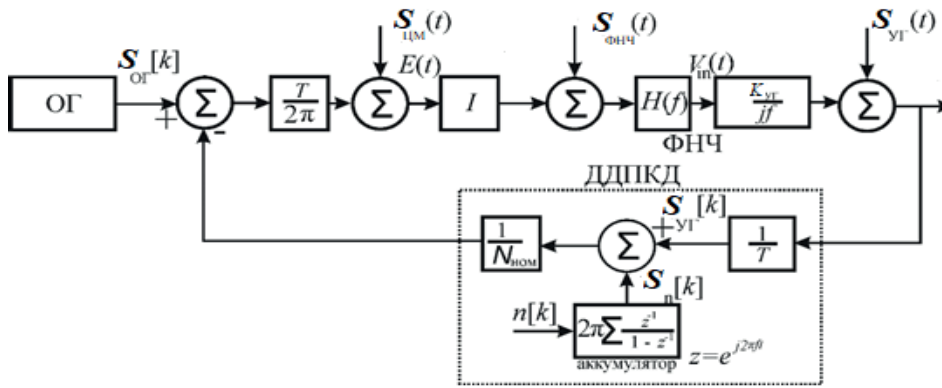 S_ЦМ(t)
S_ФНЧ(t)
S_УГ(t)
S_ОГ[k]
E(t)
V_in(t)
ОГ
+
Σ
-
T/2π
Σ
I
Σ
H(f)
K_УГ/jf
Σ
ФНЧ
ДДПКД
1/N_ном
Σ
+
S_УГ[k]
1/T
S_n[k]
n[k]
2π∑ z^-1/(1 - z^-1)
аккумулятор
z=e^j2πft